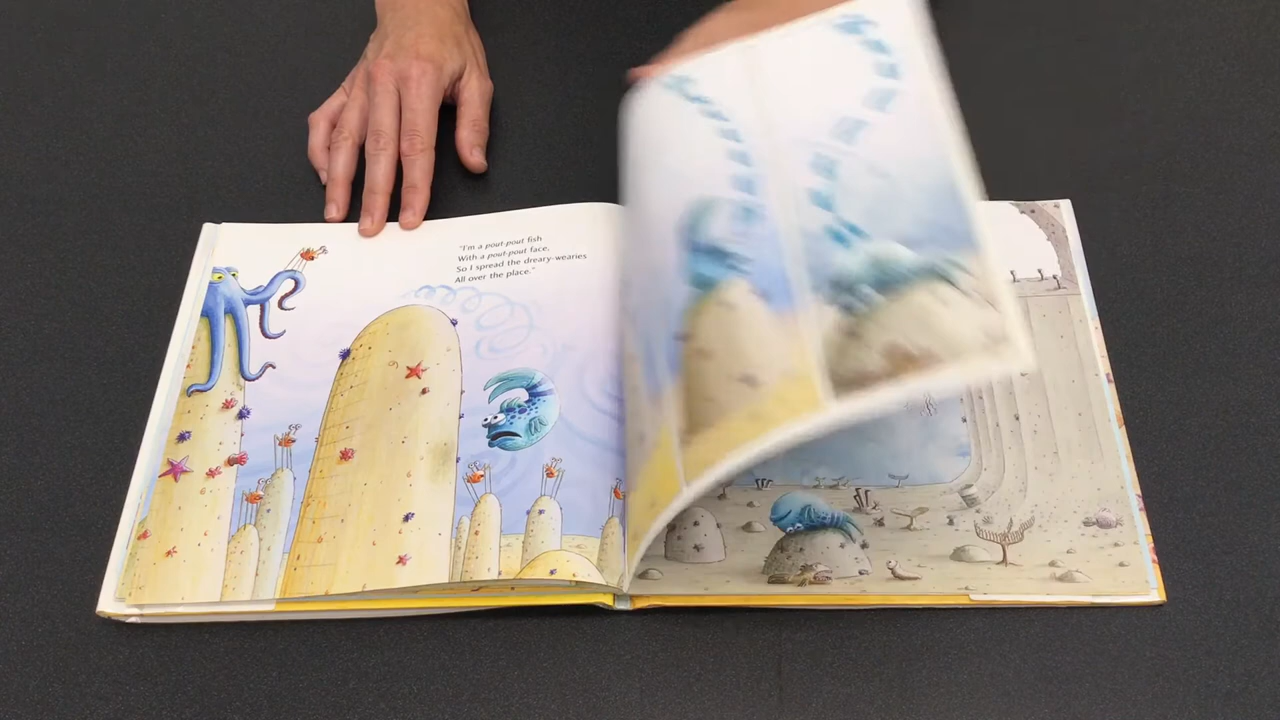 "I'm a pout-pout fish
With a pout-pout face,
So I spread the dreary-wearies
All over the place."